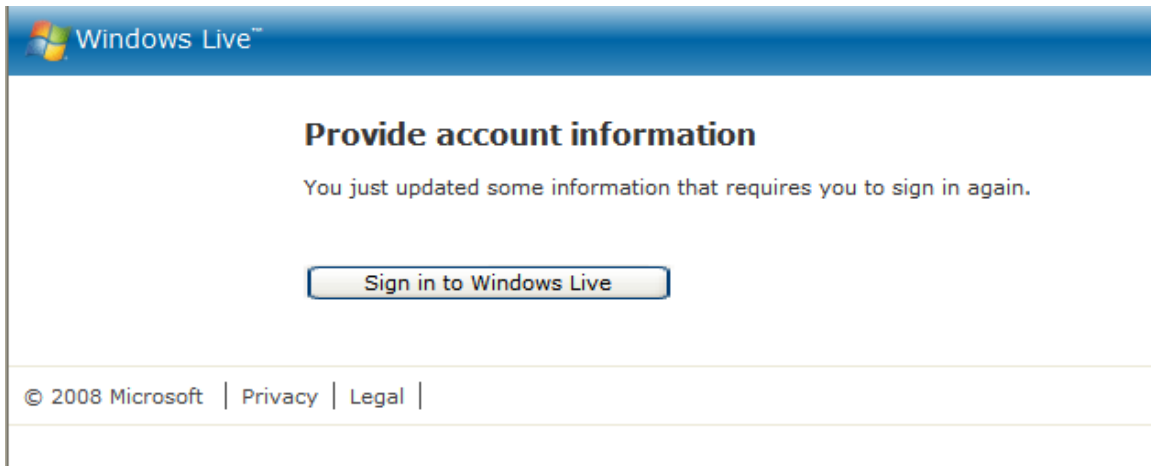 Windows Live™
Provide account information
You just updated some information that requires you to sign in again.
Sign in to Windows Live
© 2008 Microsoft | Privacy | Legal |